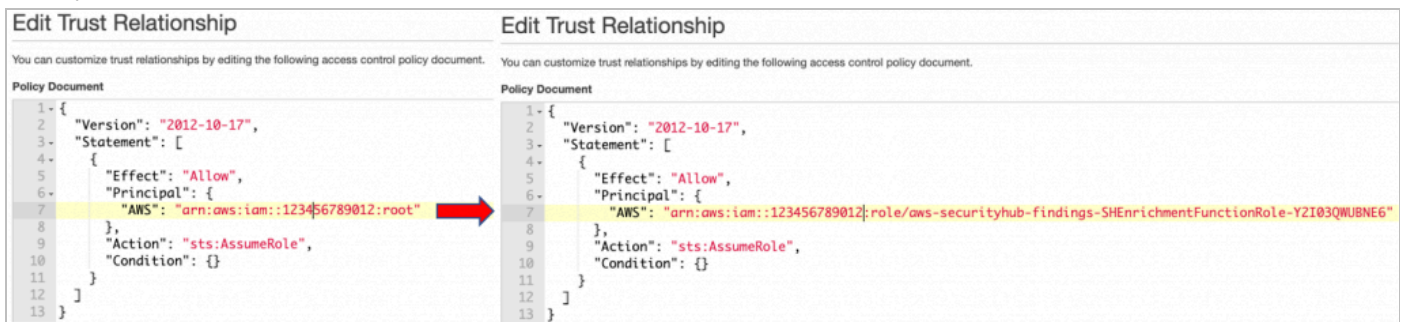 Edit Trust Relationship
You can customize trust relationships by editing the following access control policy document.
Policy Document
1 {
2 "Version": "2012-10-17",
3 "Statement": [
4 {
5 "Effect": "Allow",
6 "Principal": {
7 "AWS": "arn:aws:iam::123456789012:root"
8 },
9 "Action": "sts:AssumeRole",
10 "Condition": {}
11 }
12 ]
13 }
Edit Trust Relationship
You can customize trust relationships by editing the following access control policy document.
Policy Document
1 {
2 "Version": "2012-10-17",
3 "Statement": [
4 {
5 "Effect": "Allow",
6 "Principal": {
7 "AWS": "arn:aws:iam::123456789012:role/aws-securityhub-findings-SHEnrichmentFunctionRole-Y2I03QWUBNE6"
8 },
9 "Action": "sts:AssumeRole",
10 "Condition": {}
11 }
12 ]
13 }